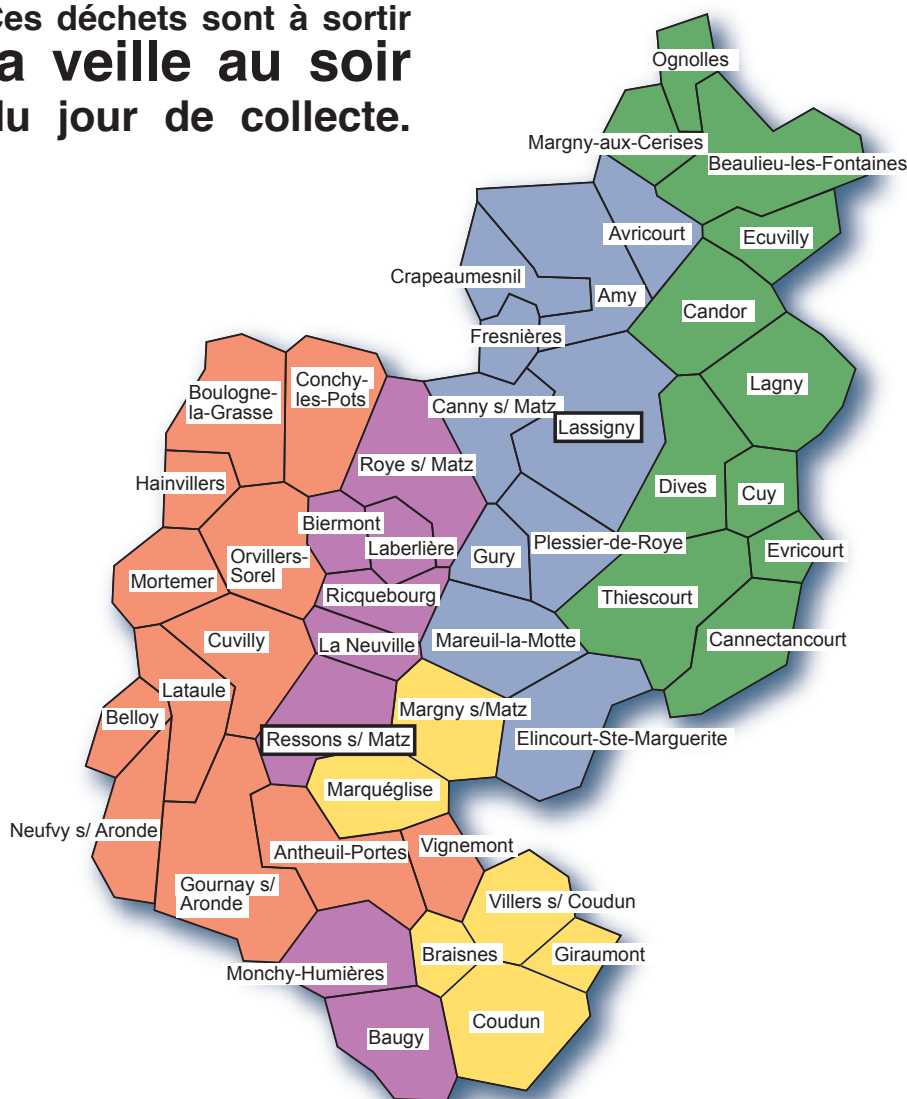 Ces déchets sont à sortir
la veille au soir
du jour de collecte.
Ognolles
Margny-aux-Cerises
Beaulieu-les-Fontaines
Avricourt
Ecuvilly
Crapeaumesnil
Amy
Candor
Fresnières
Conchy-
les-Pots
Boulogne-
la-Grasse
Lagny
Canny s/ Matz
Lassigny
Roye s/ Matz
Hainvillers
Dives
Cuy
Biermont
Laberlière
Plessier-de-Roye
Evricourt
Orvillers-
Sorel
Gury
Mortemer
Ricquebourg
Thiescourt
Cuvilly
La Neuville
Mareuil-la-Motte
Cannectancourt
Lataule
Belloy
Margny s/Matz
Ressons s/ Matz
Elincourt-Ste-Marguerite
Marquéglise
Neufvy s/ Aronde
Antheuil-Portes
Vignemont
Gournay s/
Aronde
Villers s/ Coudun
Braisnes
Giraumont
Monchy-Humières
Coudun
Baugy